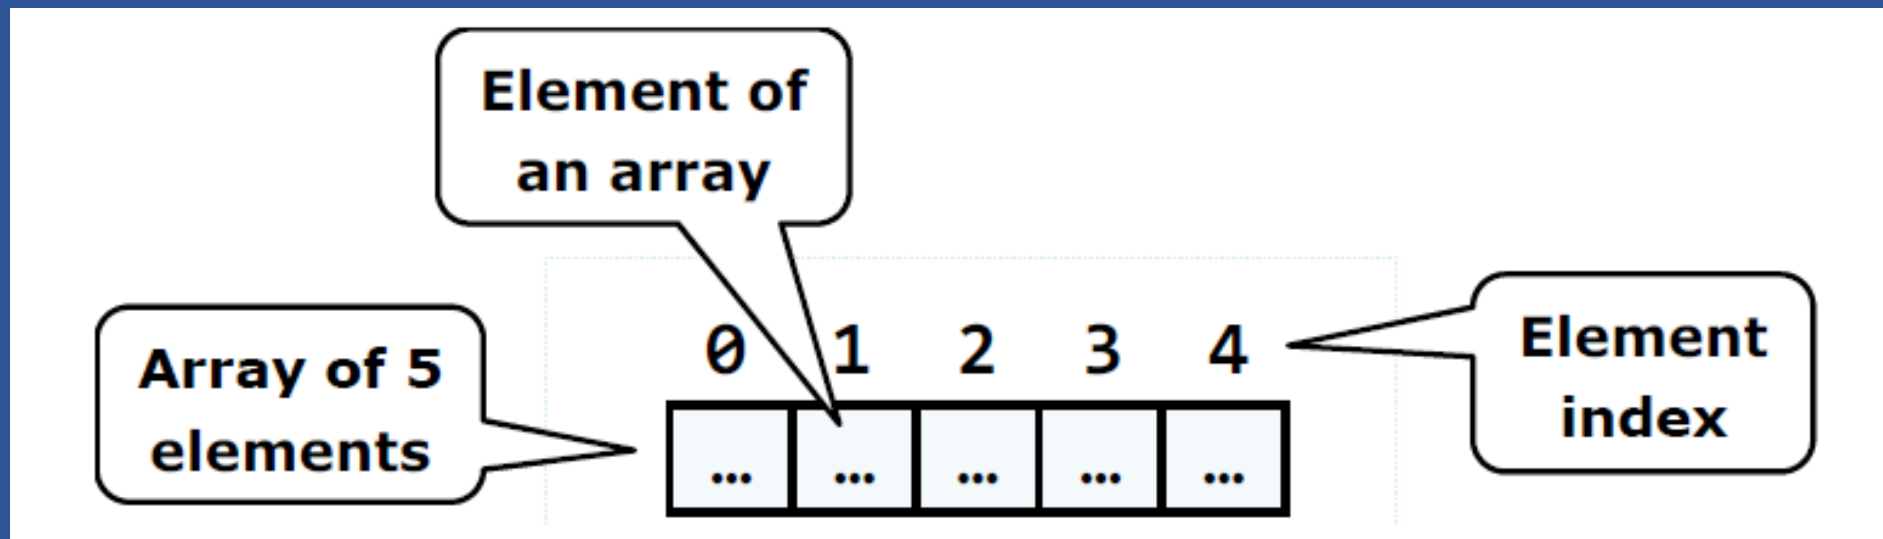 Element of
an array
Array of 5
elements
0 1 2 3 4
Element
index
... ... ... ... ...